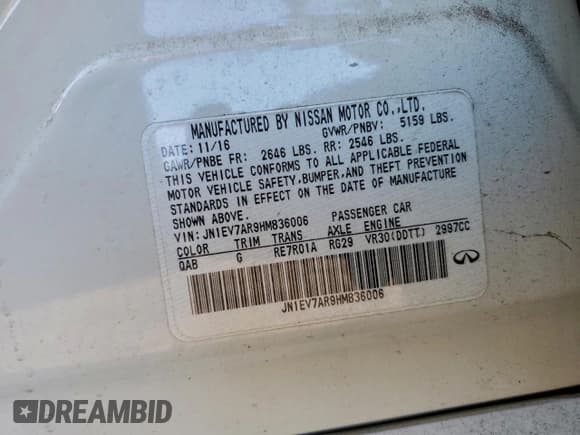 MANUFACTURED BY NISSAN MOTOR CO.,LTD.
DATE: 11/16 GVWR/PNBV: 5159 LBS.
GAWR/PNBE FR: 2646 LBS. RR: 2546 LBS.
THIS VEHICLE CONFORMS TO ALL APPLICABLE FEDERAL
MOTOR VEHICLE SAFETY,BUMPER,AND THEFT PREVENTION
STANDARDS IN EFFECT ON THE DATE OF MANUFACTURE
SHOWN ABOVE.
VIN: JN1EV7AR9HM836006 PASSENGER CAR
COLOR TRIM TRANS AXLE ENGINE
QAB G RE7R01A RG29 VR30(DDTT) 2997CC
JN1EV7AR9HM836006
DREAMBID